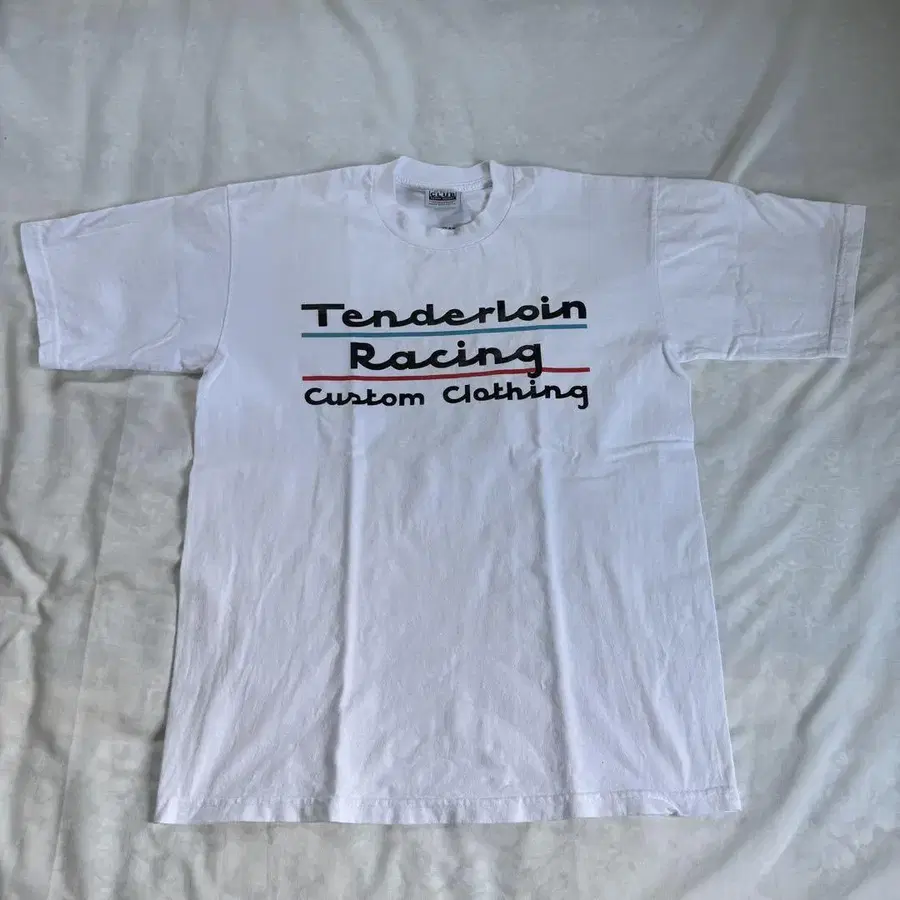 Tenderloin
Racing
Custom Clothing